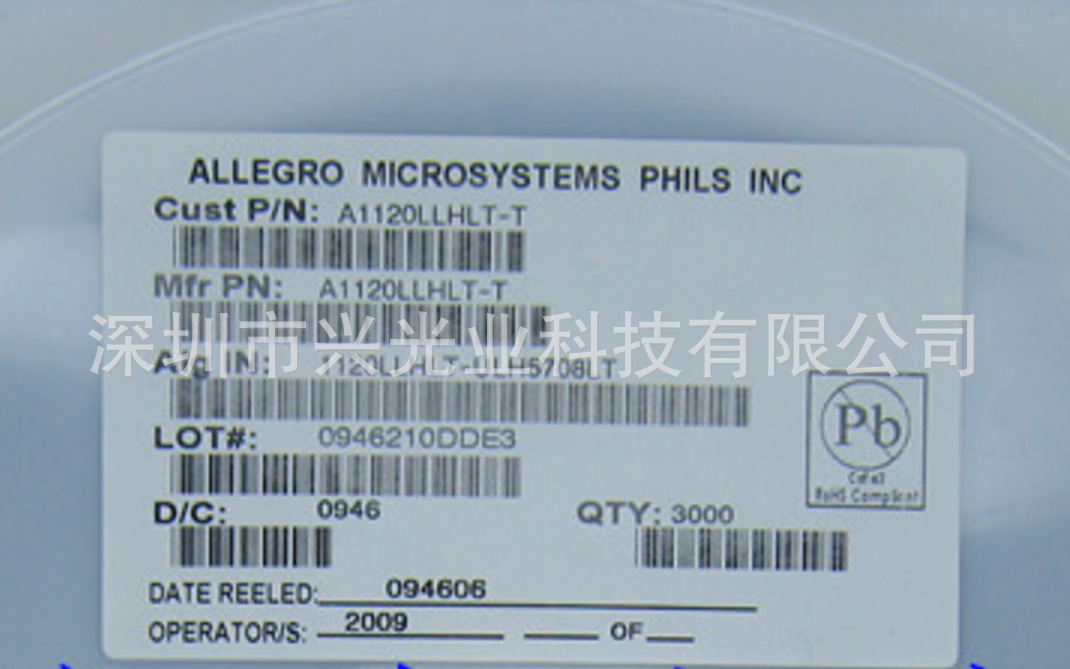 ALLEGRO MICROSYSTEMS PHILS INC
Cust P/N: A1120LLHLT-T
Mfr PN: A1120LLHLT-T
深圳市兴光业科技有限公司
IN:
LOT#: 0946210DDE3
Pb
RoHS Compliant
D/C: 0946 QTY: 3000
DATE REELED: 094606
OPERATOR/S: 2009 OF